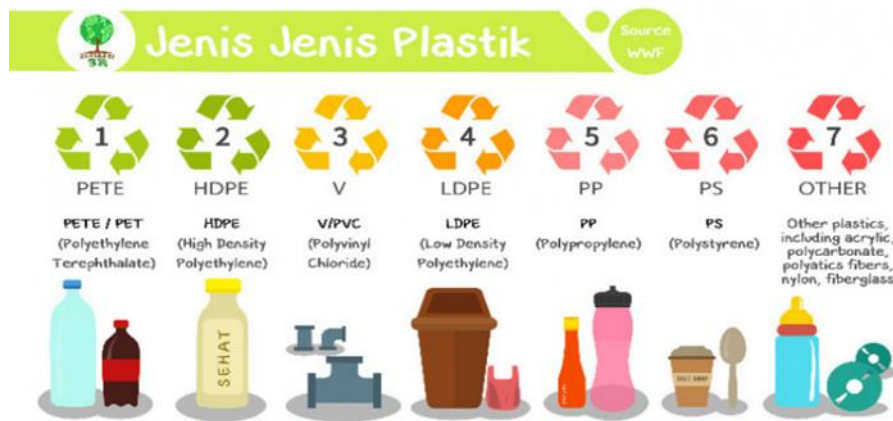 Jenis Jenis Plastik
Source
WWF
1
2
3
4
5
6
7
PETE
HDPE
V
LDPE
PP
PS
OTHER
PETE / PET
(Polyethylene
Terephthalate)
HDPE
(High Density
Polyethylene)
V/PVC
(Polyvinyl
Chloride)
LDPE
(Low Density
Polyethylene)
PP
(Polypropylene)
PS
(Polystyrene)
Other plastics,
including acrylic,
polycarbonate,
polyatics fibers,
nylon, fiberglass
SEHAT